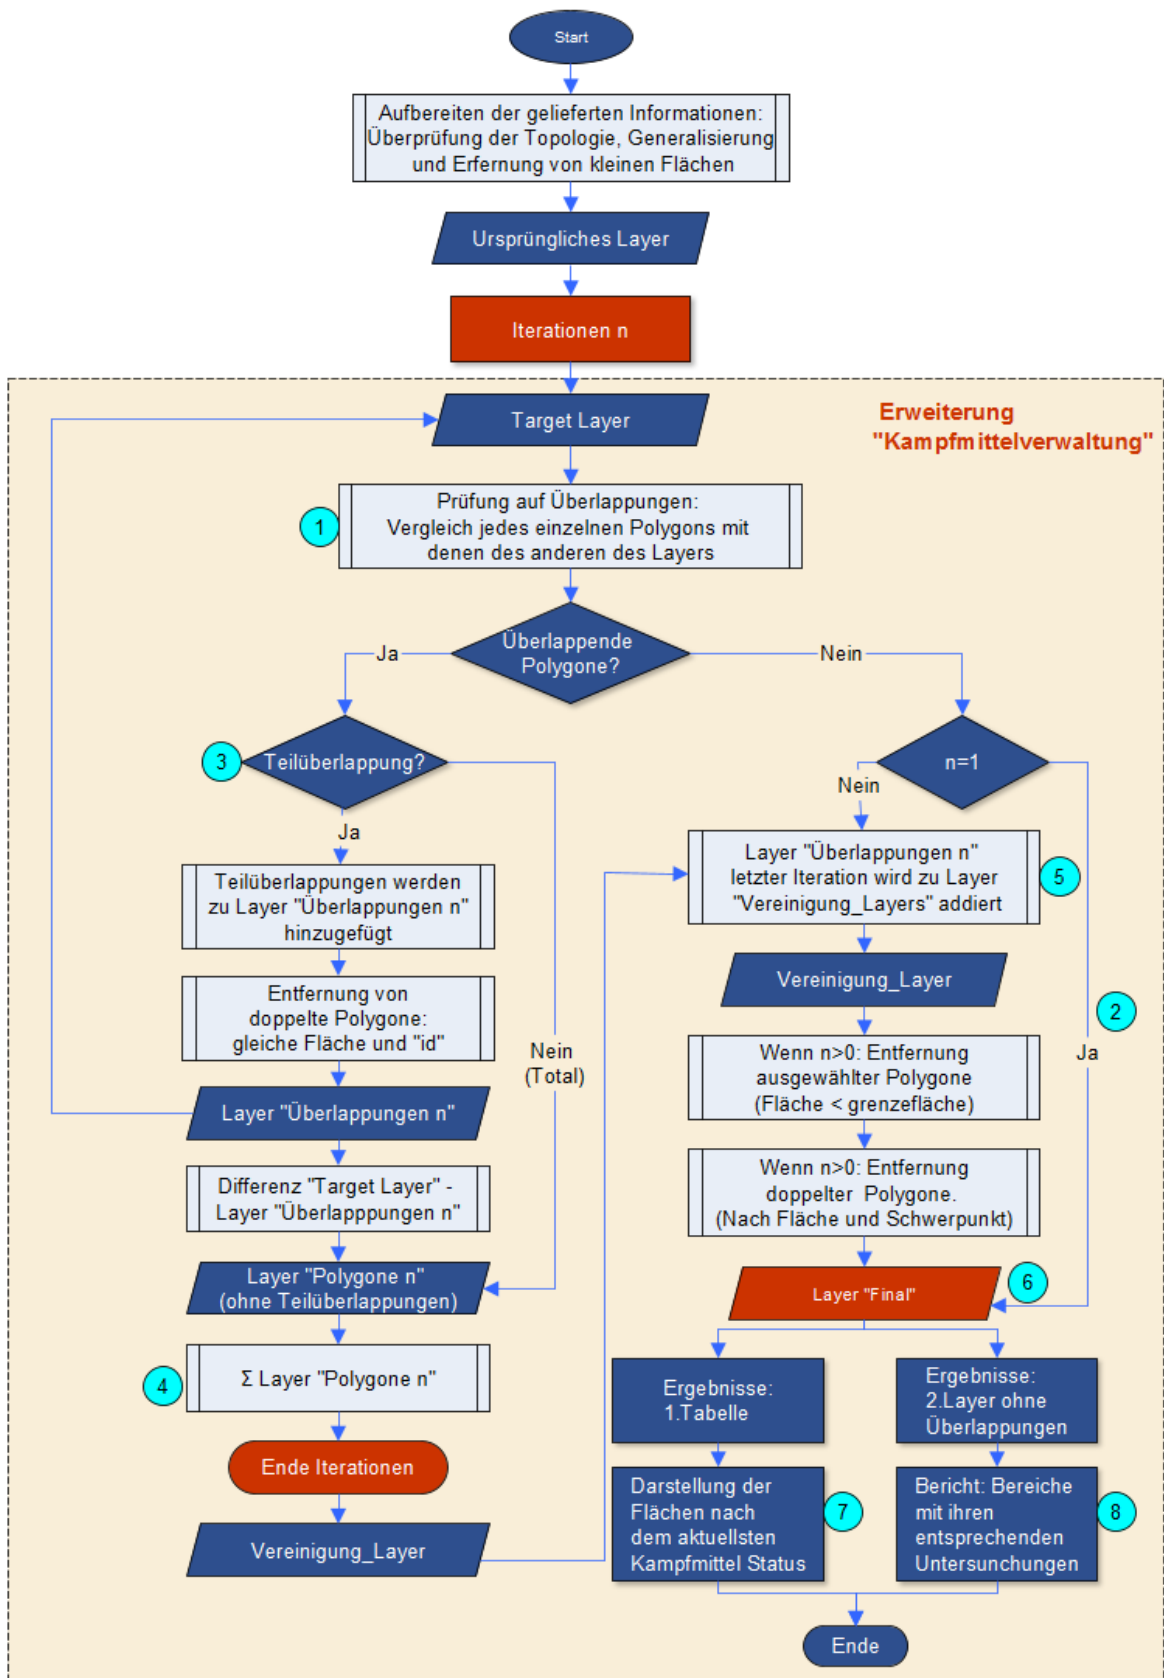 Start
Aufbereiten der gelieferten Informationen:
Überprüfung der Topologie, Generalisierung
und Erfernung von kleinen Flächen
Ursprüngliches Layer
Iterationen n
Erweiterung
"Kampfmittelverwaltung"
Target Layer
1
Prüfung auf Überlappungen:
Vergleich jedes einzelnen Polygons mit
denen des anderen des Layers
Überlappende
Polygone?
Ja
Nein
3
Teilüberlappung?
n=1
Nein
Ja
Layer "Überlappungen n"
letzter Iteration wird zu Layer
"Vereinigung_Layers" addiert
5
Teilüberlappungen werden
zu Layer "Überlappungen n"
hinzugefügt
Vereinigung_Layer
Entfernung von
doppelte Polygone:
gleiche Fläche und "id"
2
Nein
(Total)
Ja
Wenn n>0: Entfernung
ausgewählter Polygone
(Fläche < grenzefläche)
Layer "Überlappungen n"
Differenz "Target Layer" -
Layer "Überlapppungen n"
Wenn n>0: Entfernung
doppelter Polygone.
(Nach Fläche und Schwerpunkt)
Layer "Polygone n"
(ohne Teilüberlappungen)
Layer "Final"
6
4
Σ Layer "Polygone n"
Ergebnisse:
1.Tabelle
Ergebnisse:
2.Layer ohne
Überlappungen
Ende Iterationen
Darstellung der
Flächen nach
dem aktuellsten
Kampfmittel Status
7
Bericht: Bereiche
mit ihren
entsprechenden
Untersunchungen
8
Vereinigung_Layer
Ende